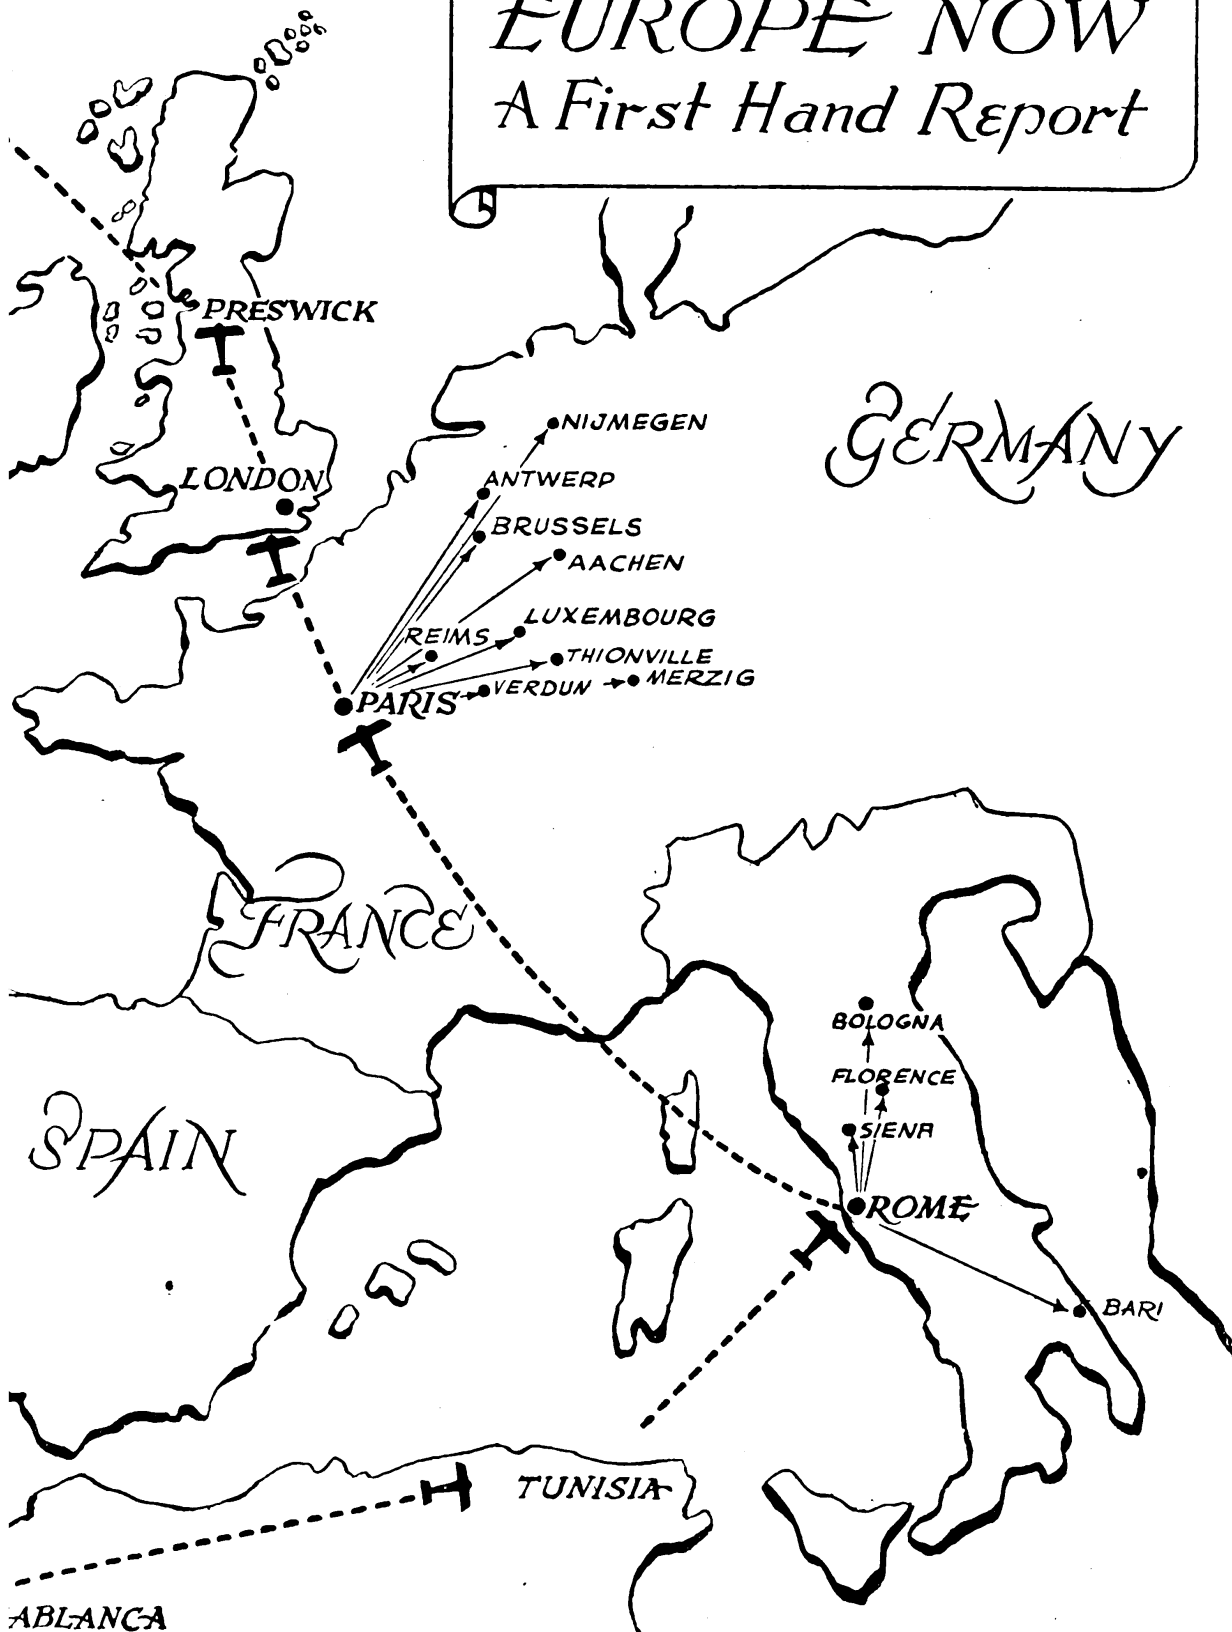 EUROPE NOW
A First Hand Report
PRESWICK
NIJMEGEN
GERMANY
LONDON
ANTWERP
BRUSSELS
AACHEN
LUXEMBOURG
REIMS
THIONVILLE
MERZIG
VERDUN
PARIS
FRANCE
BOLOGNA
FLORENCE
SIENA
SPAIN
ROME
BARI
TUNISIA
ABLANCA